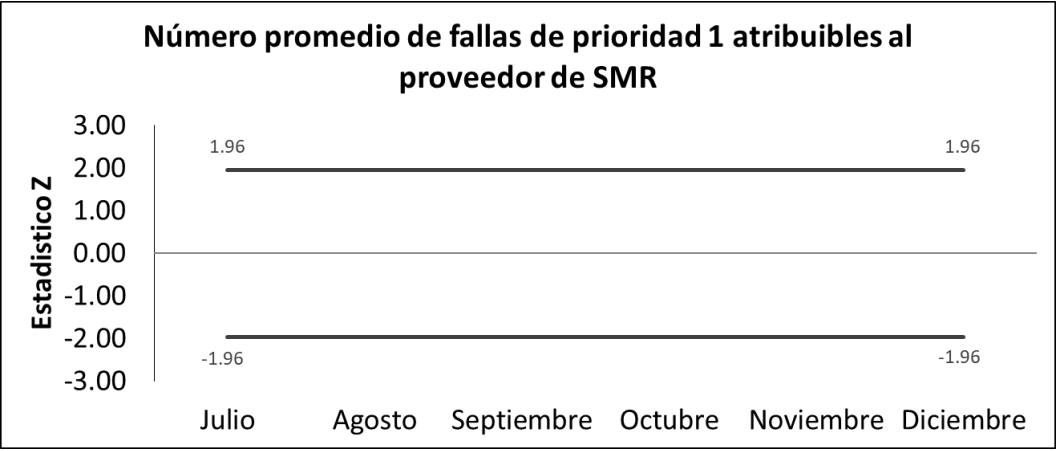 Número promedio de fallas de prioridad 1 atribuibles al
proveedor de SMR
Estadistico Z
3.00
2.00
1.00
0.00
-1.00
-2.00
-3.00
1.96
1.96
-1.96
-1.96
Julio Agosto Septiembre Octubre Noviembre Diciembre